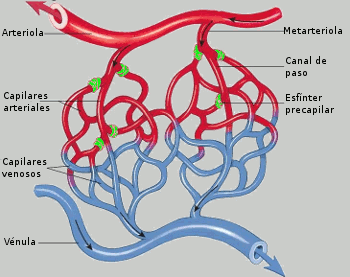 Arteriola
Metarteriola
Canal de
paso
Capilares
arteriales
Esfínter
precapilar
Capilares
venosos
Vénula